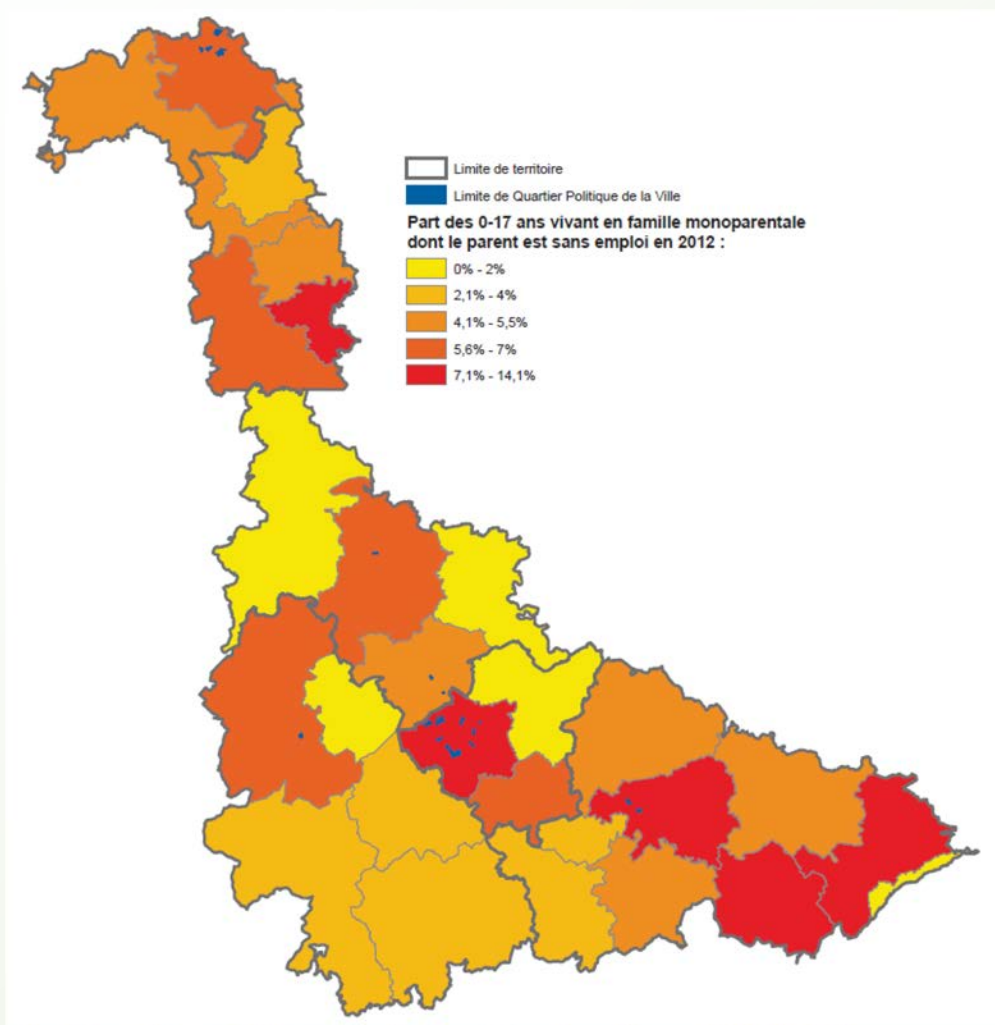 Limite de territoire
Limite de Quartier Politique de la Ville
Part des 0-17 ans vivant en famille monoparentale
dont le parent est sans emploi en 2012 :
0% - 2%
2,1% - 4%
4,1% - 5,5%
5,6% - 7%
7,1% - 14,1%